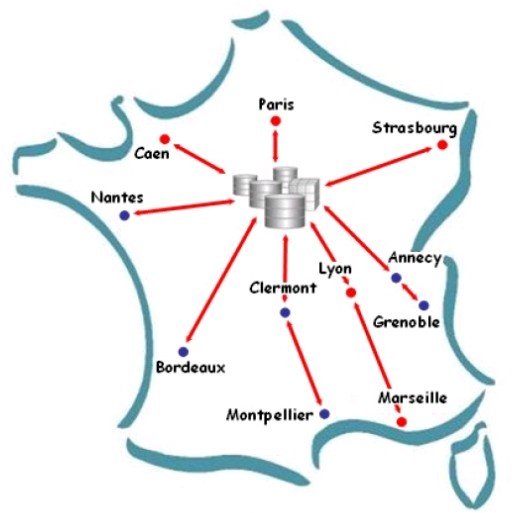 Paris
Strasbourg
Caen
Nantes
Annecy
Lyon
Clermont
Grenoble
Bordeaux
Marseille
Montpellier